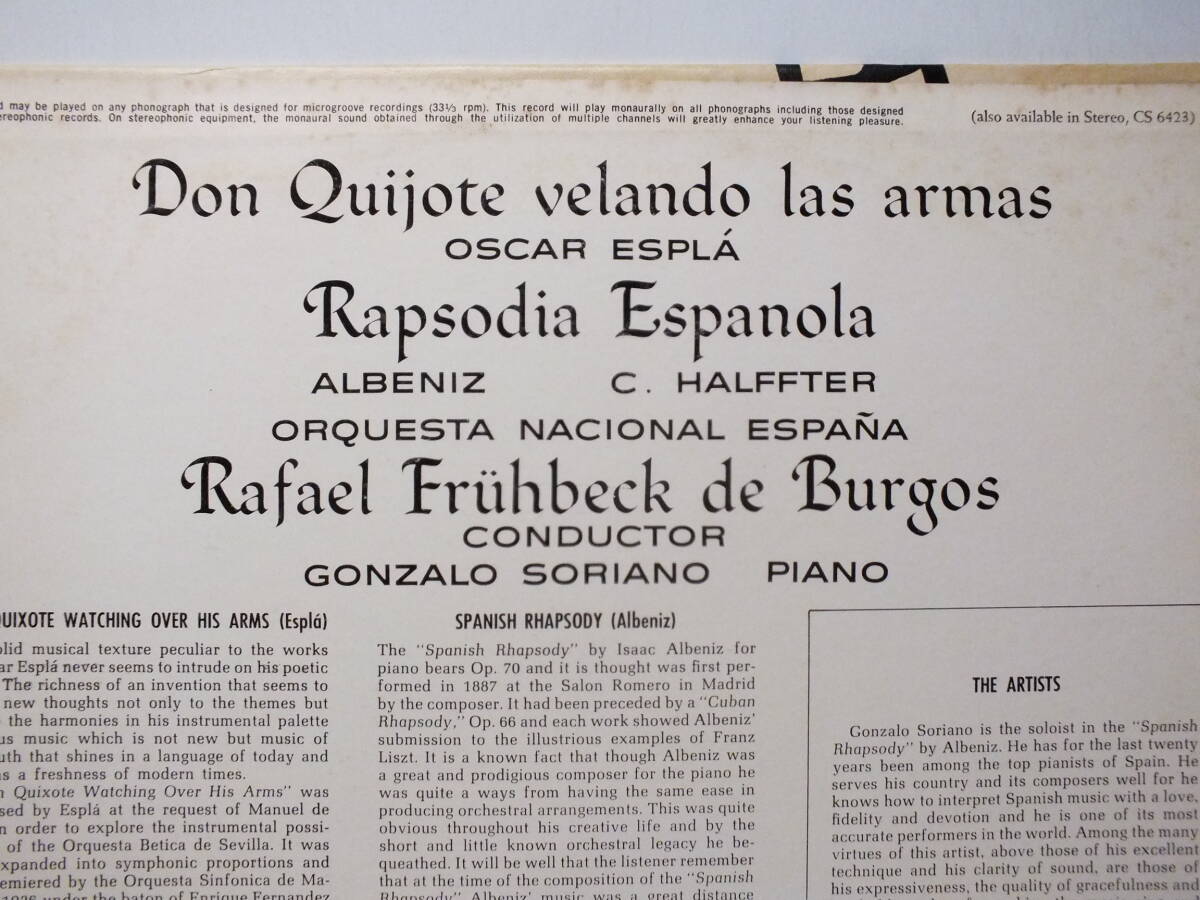 may be played on any phonograph that is designed for microgroove recordings (33⅓ rpm). This record will play monaurally on all phonographs including those designed
records. On stereophonic equipment, the monaural sound obtained through the utilization of multiple channels will greatly enhance your listening pleasure.
(also available in Stereo, CS 6423)
Don Quijote velando las armas
OSCAR ESPLÁ
Rapsodia Espanola
ALBENIZ C. HALFFTER
ORQUESTA NACIONAL ESPAÑA
Rafael Frühbeck de Burgos
CONDUCTOR
GONZALO SORIANO PIANO
UIXOTE WATCHING OVER HIS ARMS (Esplá)
olid musical texture peculiar to the works
ar Esplá never seems to intrude on his poetic
The richness of an invention that seems to
new thoughts not only to the themes but
the harmonies in his instrumental palette
us music which is not new but music of
uth that shines in a language of today and
s a freshness of modern times.
n Quixote Watching Over His Arms" was
sed by Esplá at the request of Manuel de
n order to explore the instrumental possi-
of the Orquesta Betica de Sevilla. It was
xpanded into symphonic proportions and
emiered by the Orquesta Sinfonica de Ma-
1926 under the baton of Enrique Fernandez
SPANISH RHAPSODY (Albeniz)
The "Spanish Rhapsody" by Isaac Albeniz for
piano bears Op. 70 and it is thought was first per-
formed in 1887 at the Salon Romero in Madrid
by the composer. It had been preceded by a "Cuban
Rhapsody," Op. 66 and each work showed Albeniz'
submission to the illustrious examples of Franz
Liszt. It is a known fact that though Albeniz was
a great and prodigious composer for the piano he
was quite a ways from having the same ease in
producing orchestral arrangements. This was quite
obvious throughout his creative life and by the
short and little known orchestral legacy he be-
queathed. It will be well that the listener remember
that at the time of the composition of the "Spanish
Rhapsody" Albeniz' music was a great distance
THE ARTISTS
Gonzalo Soriano is the soloist in the "Spanish
Rhapsody" by Albeniz. He has for the last twenty
years been among the top pianists of Spain. He
serves his country and its composers well for he
knows how to interpret Spanish music with a love,
fidelity and devotion and he is one of its most
accurate performers in the world. Among the many
virtues of this artist, above those of his excellent
technique and his clarity of sound, are those of
his expressiveness, the quality of gracefulness and